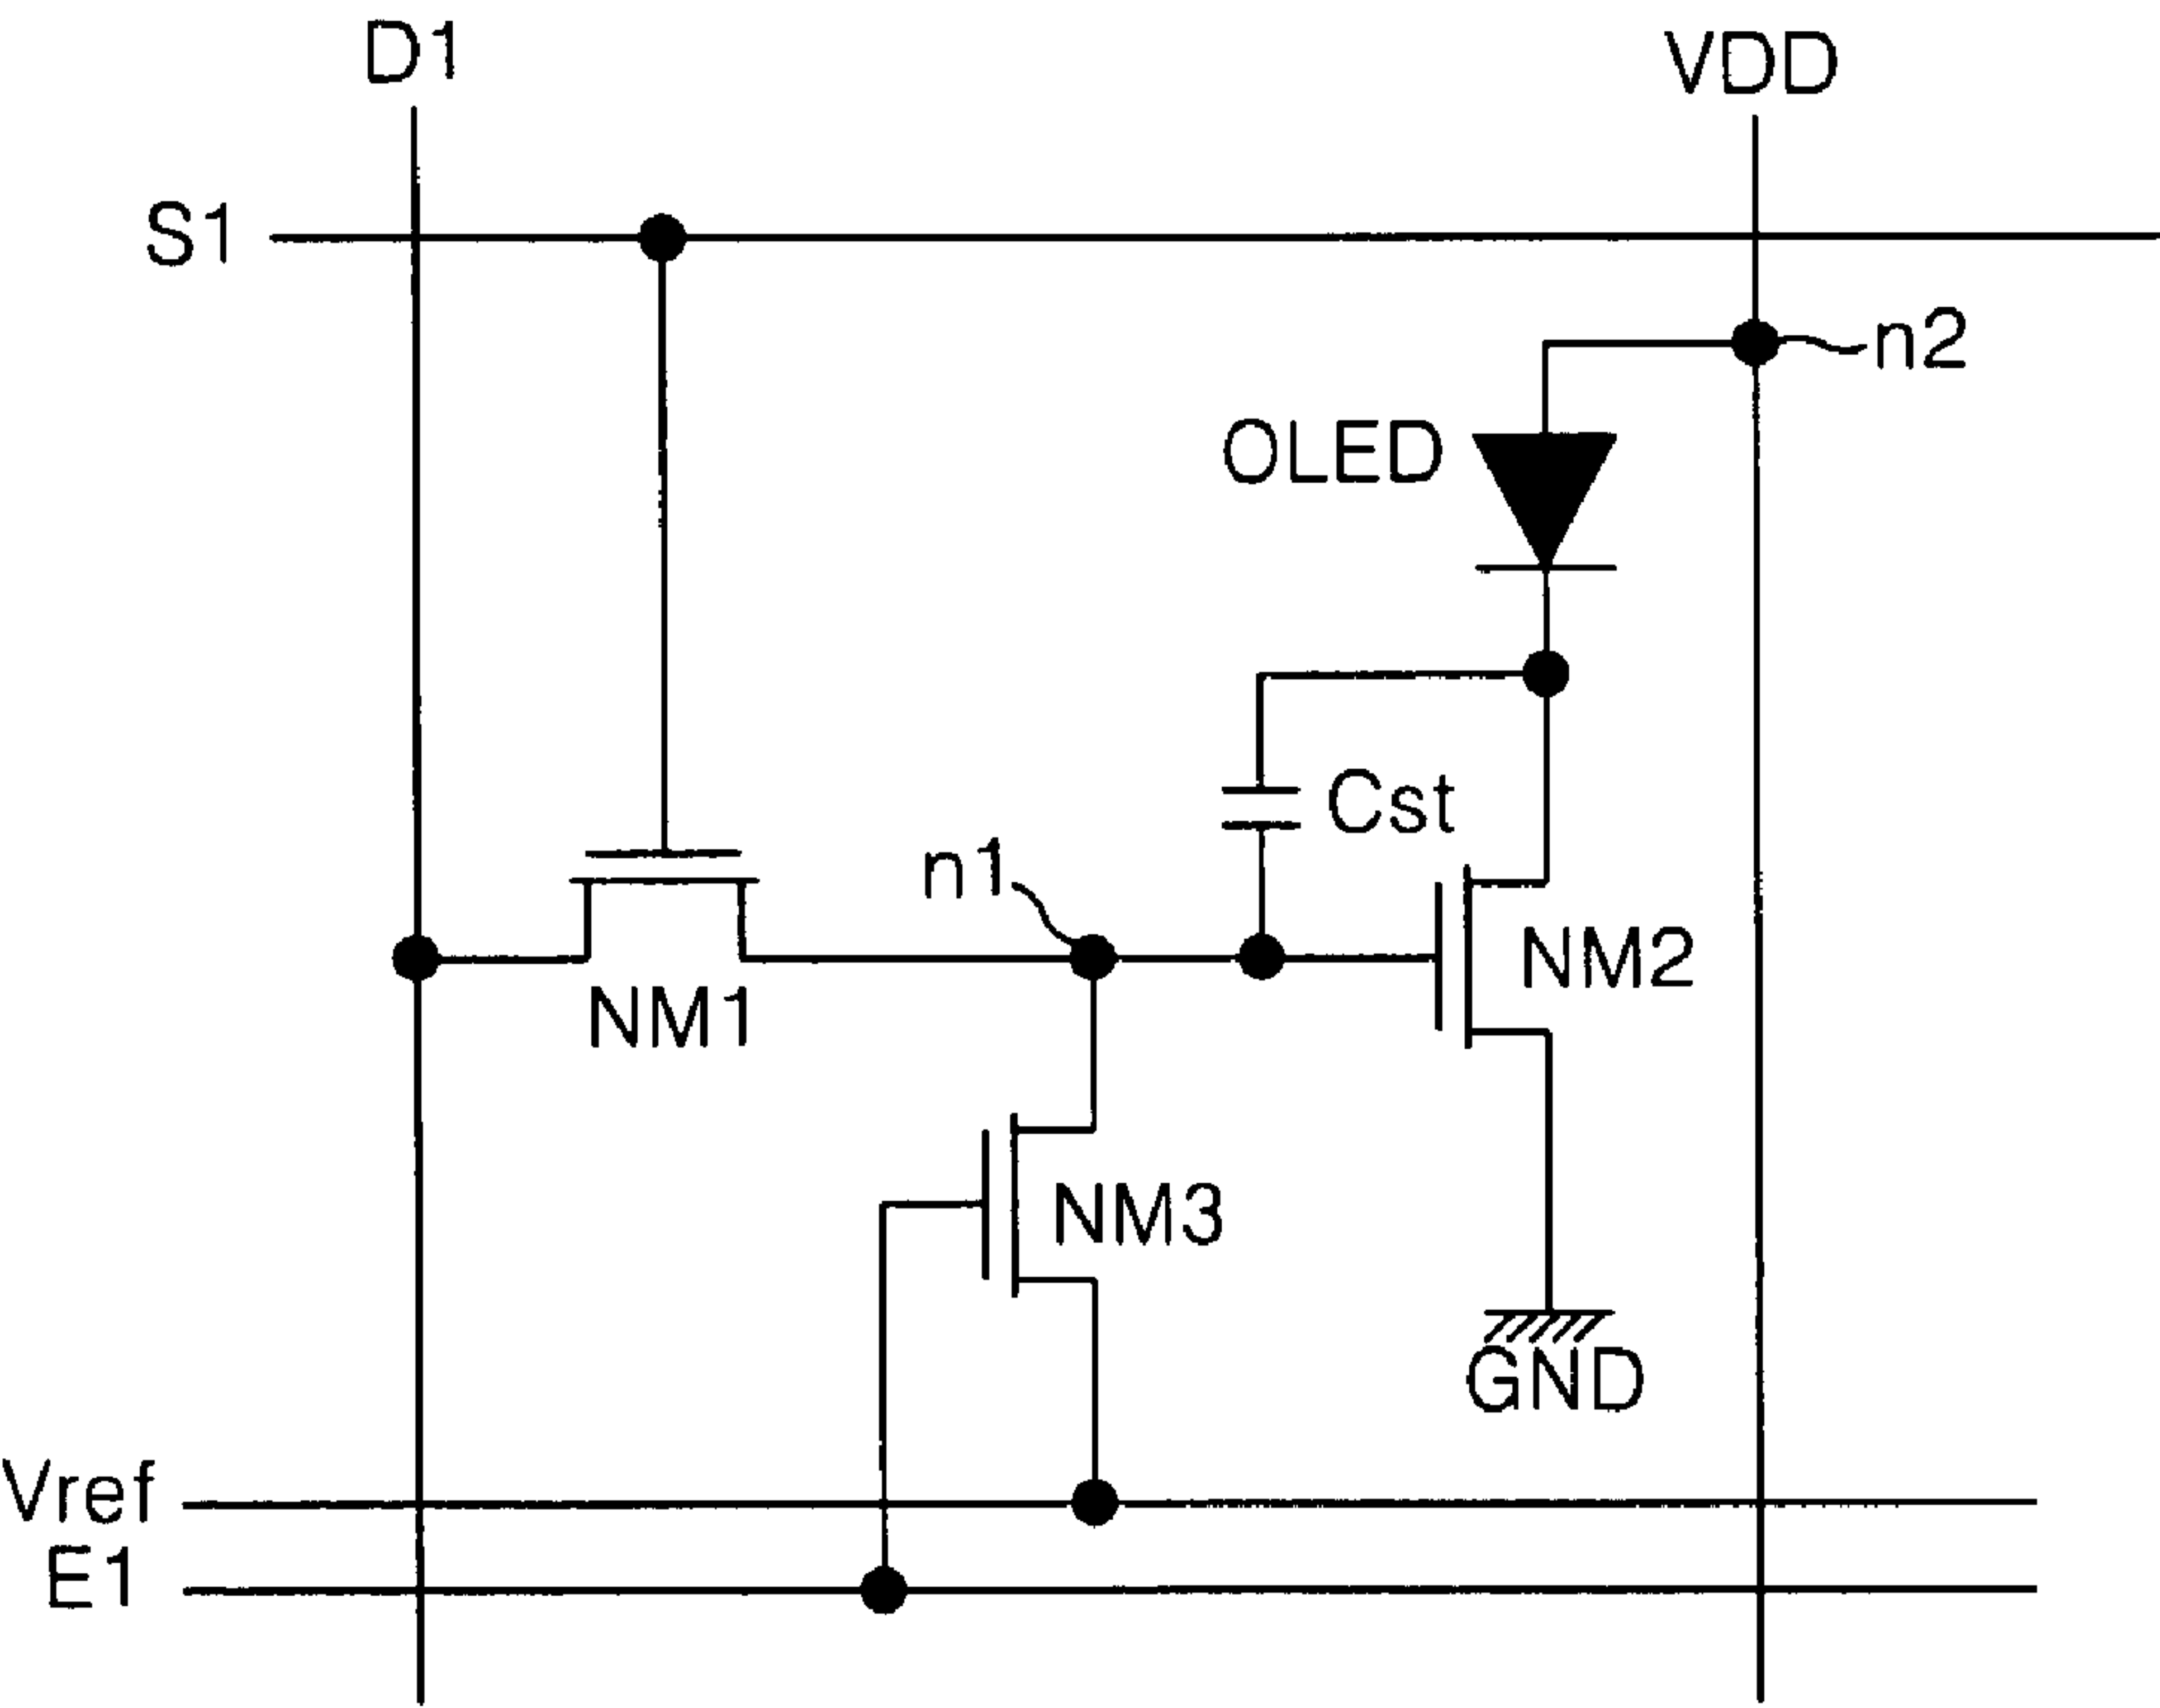 D1
VDD
S1
n2
OLED
Cst
n1
NM2
NM1
NM3
GND
Vref
E1